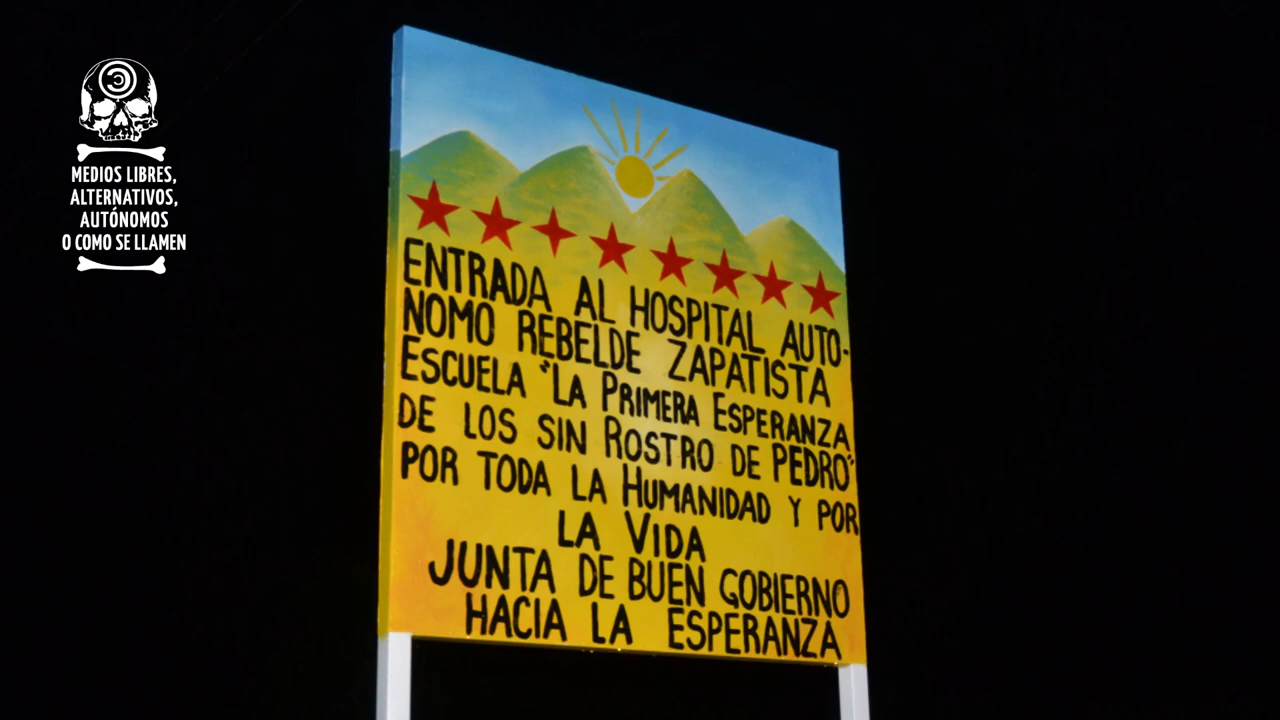 MEDIOS LIBRES,
ALTERNATIVOS,
AUTÓNOMOS
O COMO SE LLAMEN
ENTRADA AL HOSPITAL AUTO-
NOMO REBELDE ZAPATISTA
ESCUELA "LA PRIMERA ESPERANZA
DE LOS SIN ROSTRO DE PEDRO"
POR TODA LA HUMANIDAD Y POR
LA VIDA
JUNTA DE BUEN GOBIERNO
HACIA LA ESPERANZA